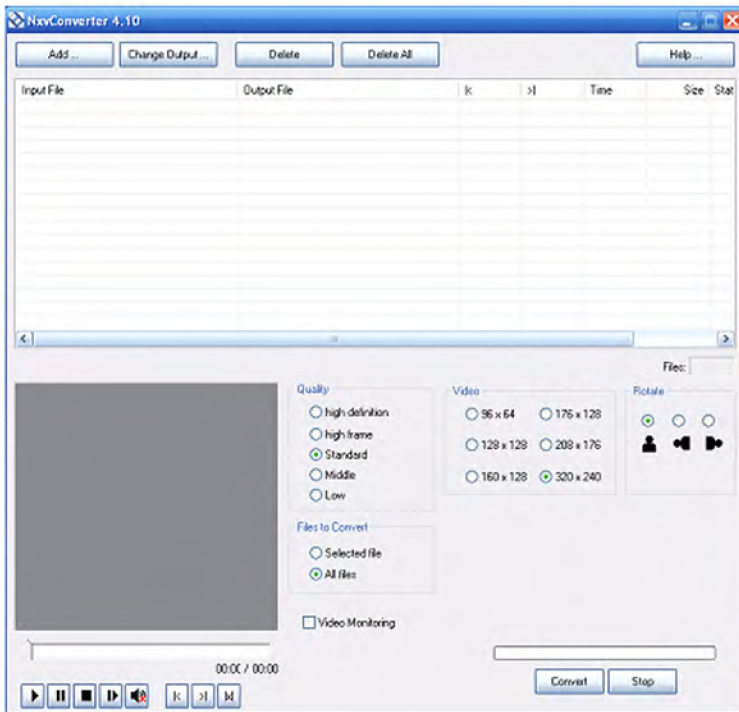 NxvConverter 4.10
Add ... Change Output ... Delete Delete All Help ...
Input File Output File |< >| Time Size Stat
Files:
Quality
high definition
high frame
Standard
Middle
Low
Video
96 x 64 176 x 128
128 x 128 208 x 176
160 x 128 320 x 240
Rotate
Files to Convert
Selected file
All files
Video Monitoring
00:00 / 00:00
|< >| 
Convert Stop